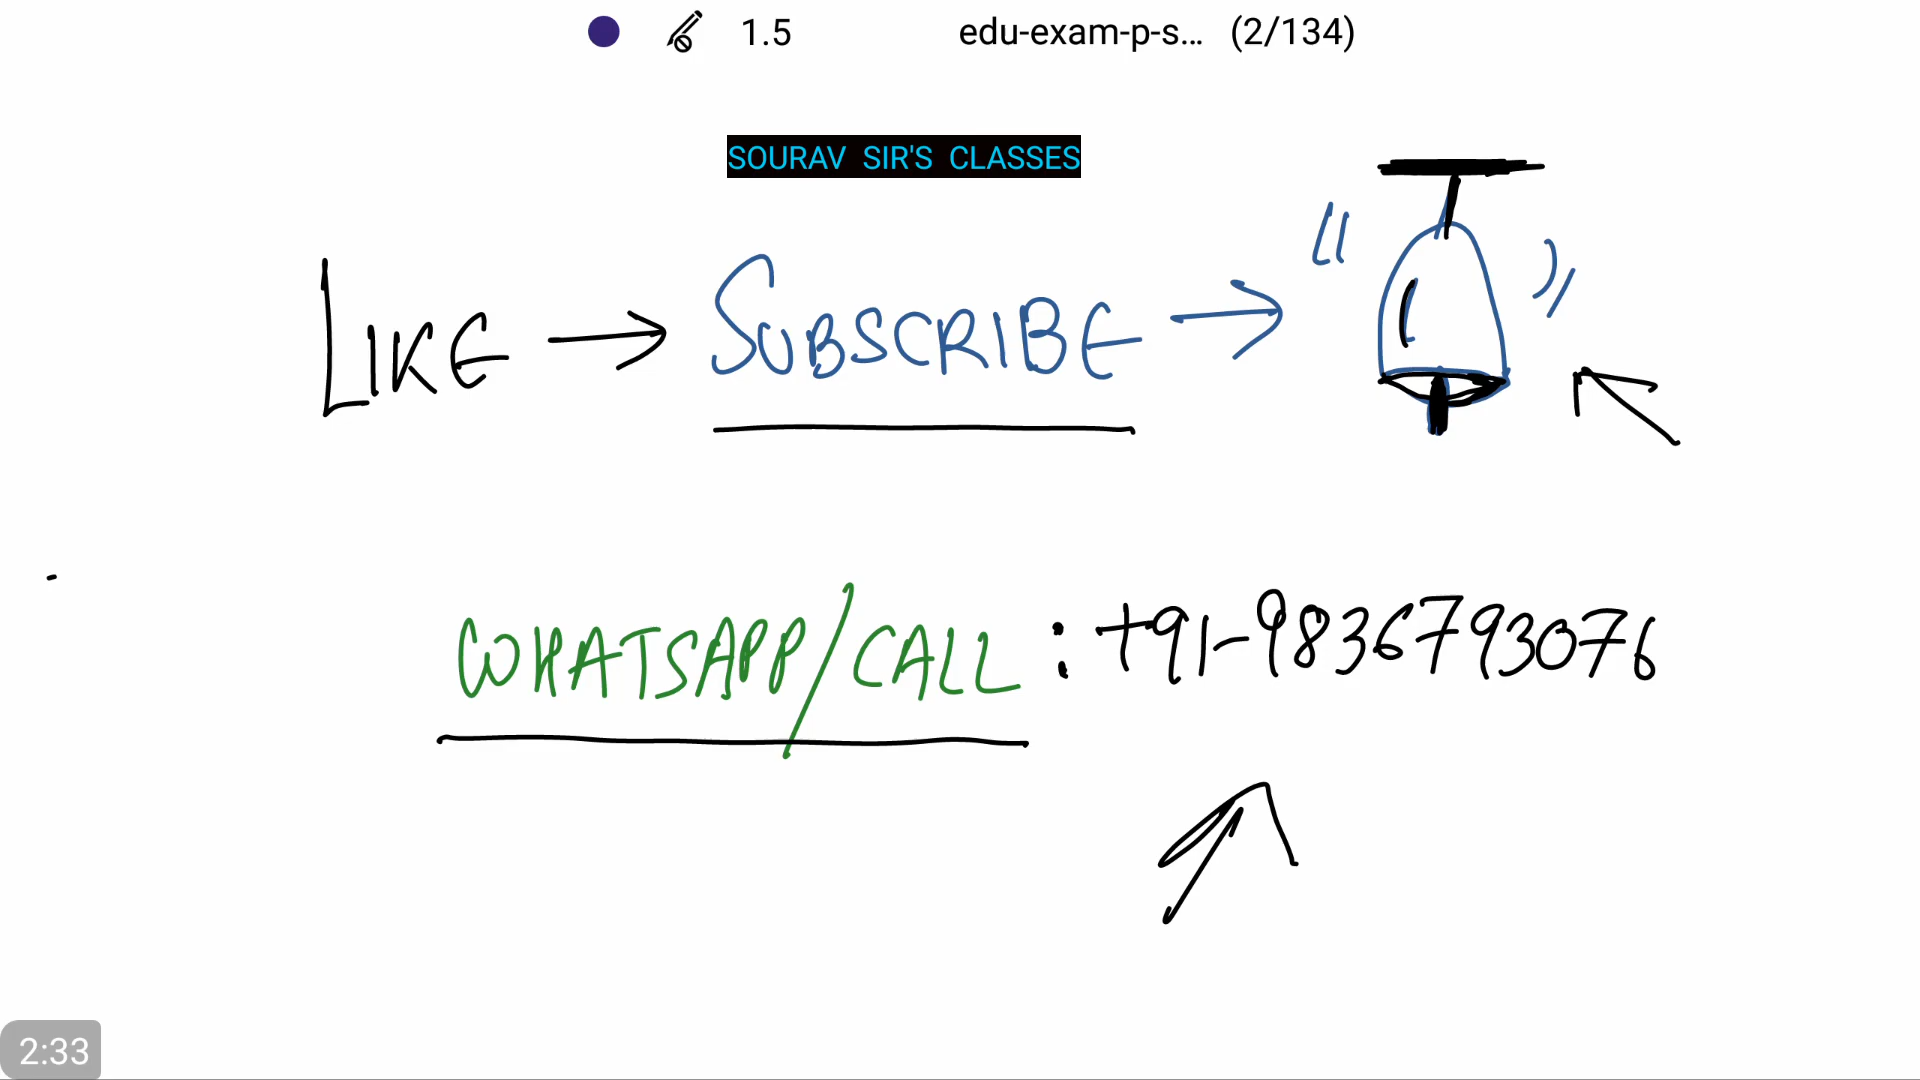 1.5 edu-exam-p-s... (2/134)
SOURAV SIR'S CLASSES
LIKE → SUBSCRIBE →
WHATSAPP/CALL : +91-9836793076
2:33